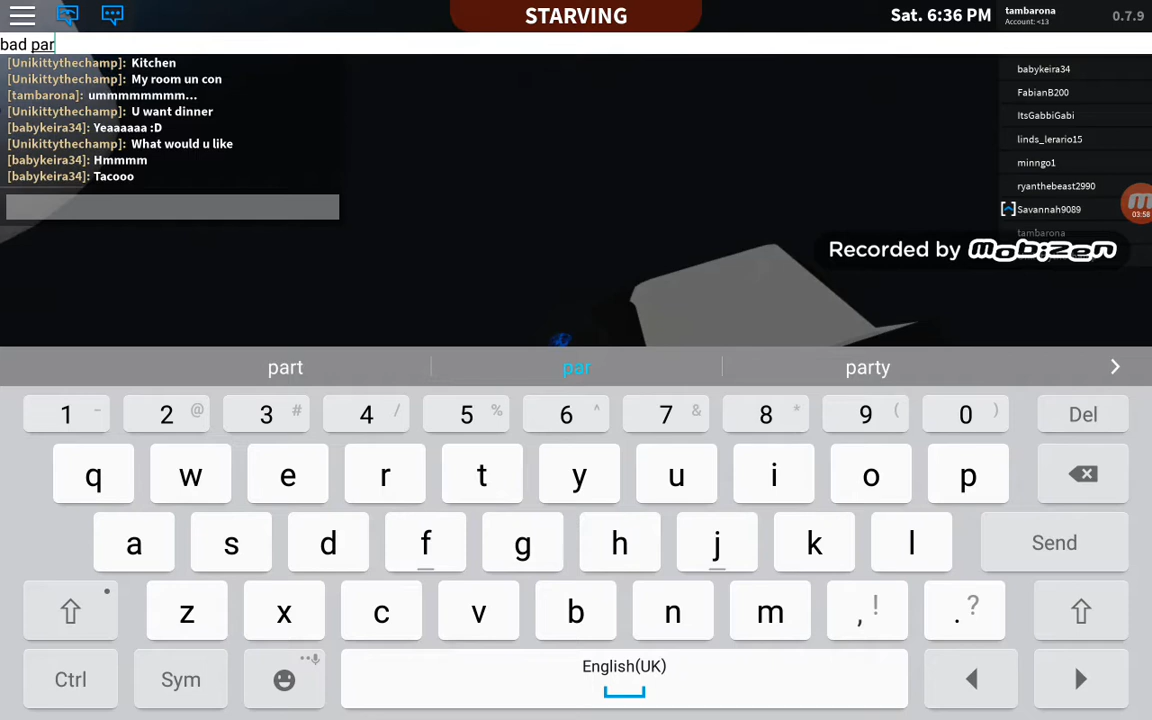 STARVING
Sat. 6:36 PM
tambarona
Account: <13
0.7.9
bad par
[Unikittythechamp]: Kitchen
[Unikittythechamp]: My room un con
[tambarona]: ummmmmmmm...
[Unikittythechamp]: U want dinner
[babykeira34]: Yeaaaaaa :D
[Unikittythechamp]: What would u like
[babykeira34]: Hmmmm
[babykeira34]: Tacooo
babykeira34
FabianB200
ItsGabbiGabi
linds_lerario15
minngo1
ryanthebeast2990
Savannah9089
tambarona
03:58
Recorded by mobizen
part par party
1 - 2 @ 3 # 4 / 5 % 6 ^ 7 & 8 * 9 ( 0 ) Del
q w e r t y u i o p
a s d f g h j k l Send
z x c v b n m , ! . ?
Ctrl Sym English(UK)